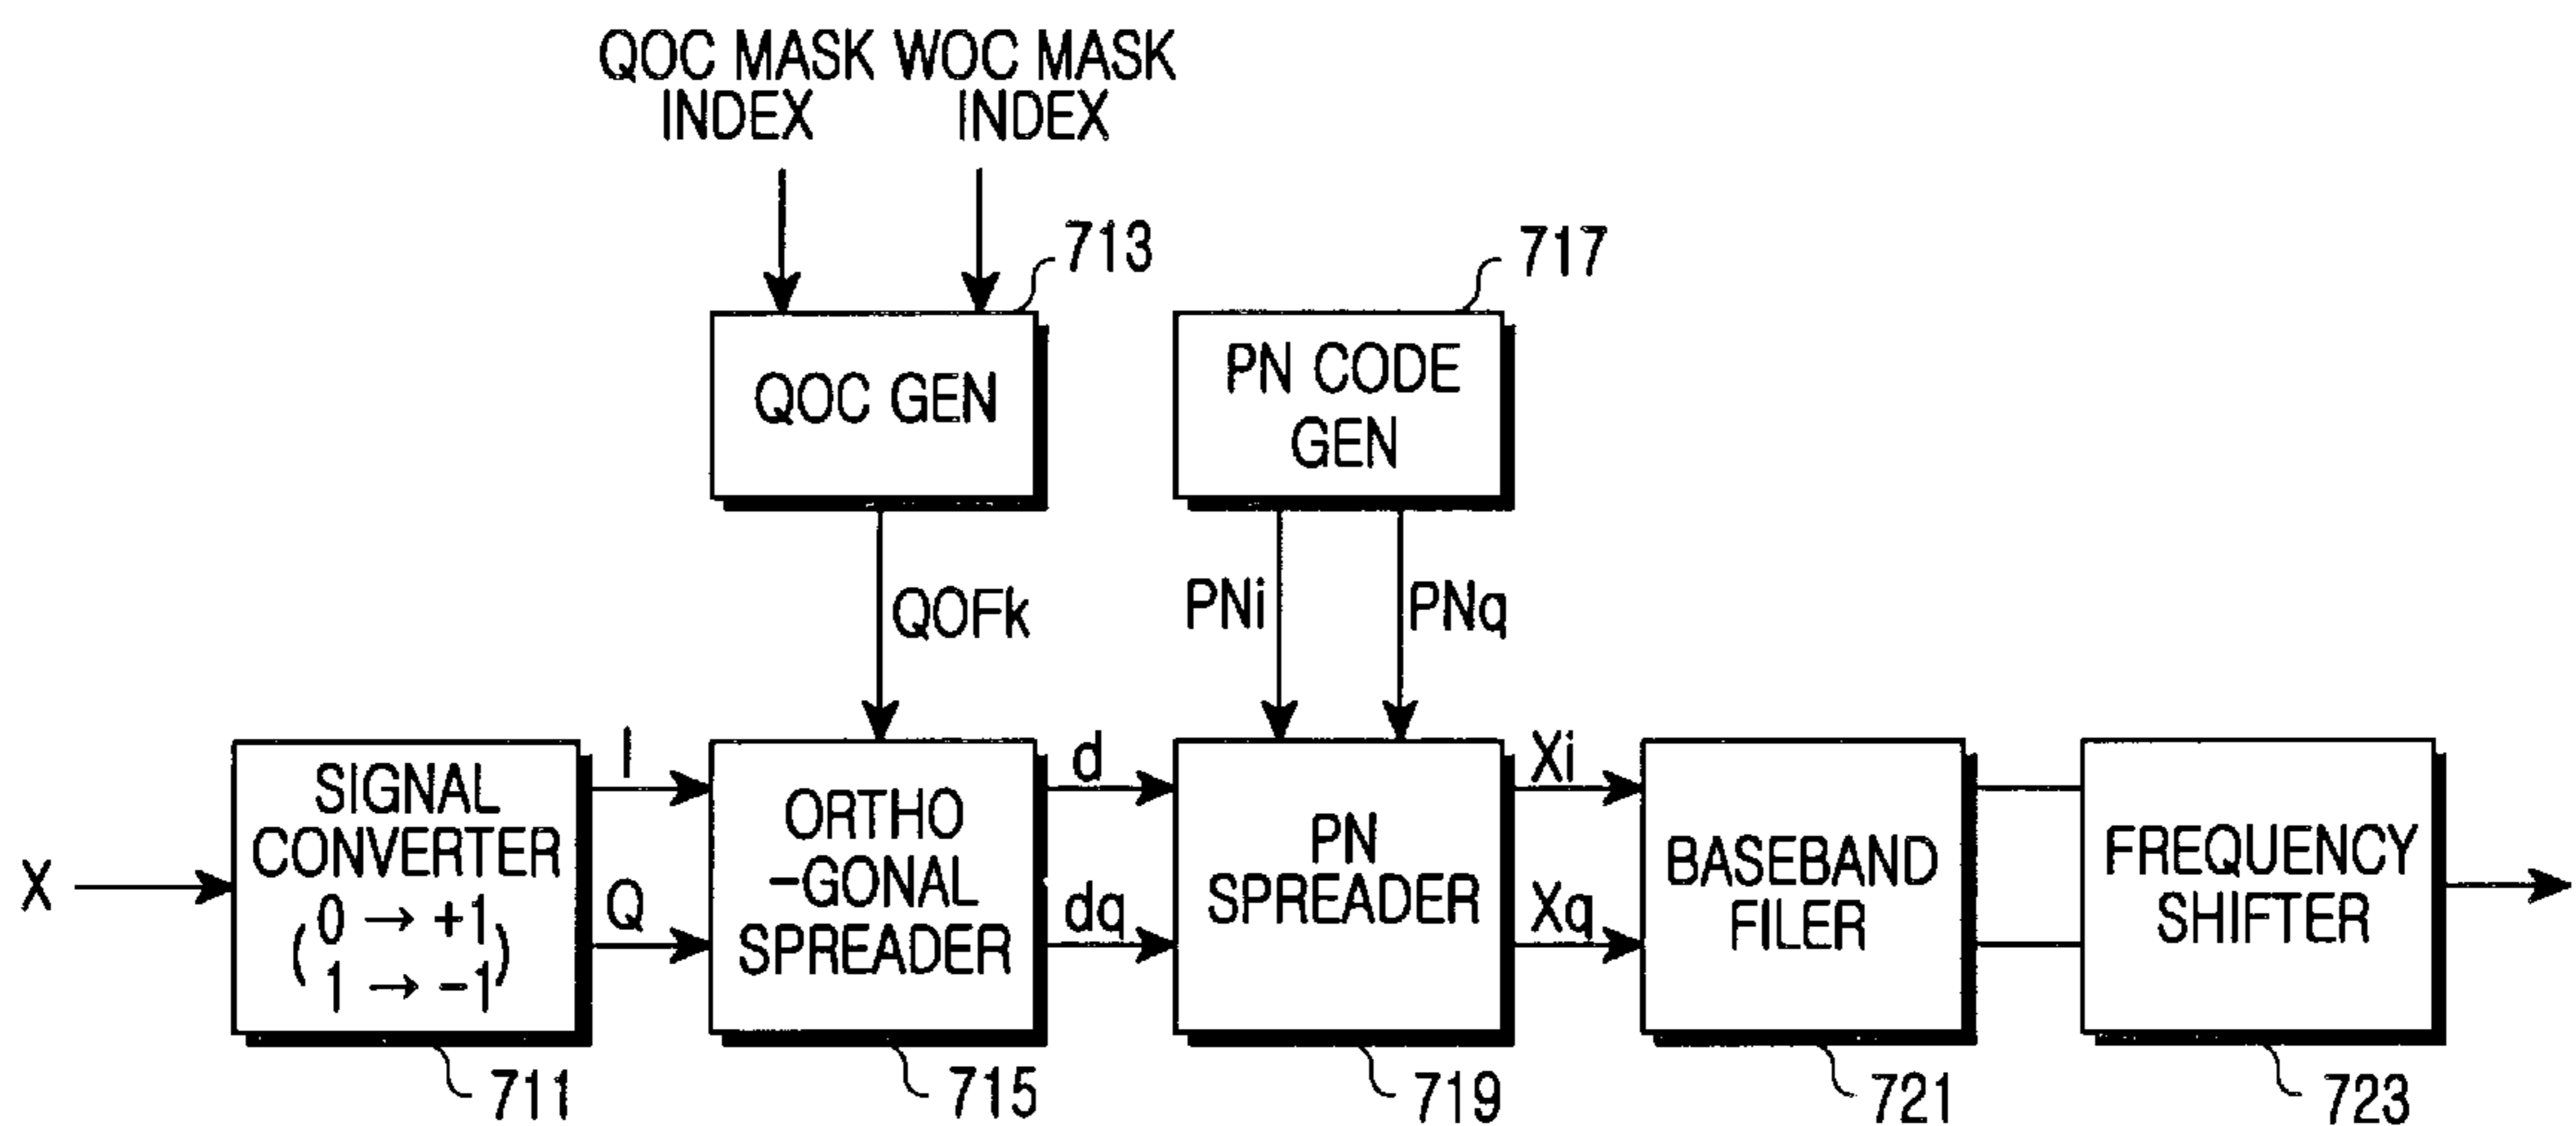 QOC MASK INDEX
WOC MASK INDEX
713
717
QOC GEN
PN CODE
GEN
QOFk
PNi
PNq
X
SIGNAL
CONVERTER
(0 → +1
1 → -1)
711
I
Q
ORTHO
-GONAL
SPREADER
715
d
dq
PN
SPREADER
719
Xi
Xq
BASEBAND
FILER
721
FREQUENCY
SHIFTER
723